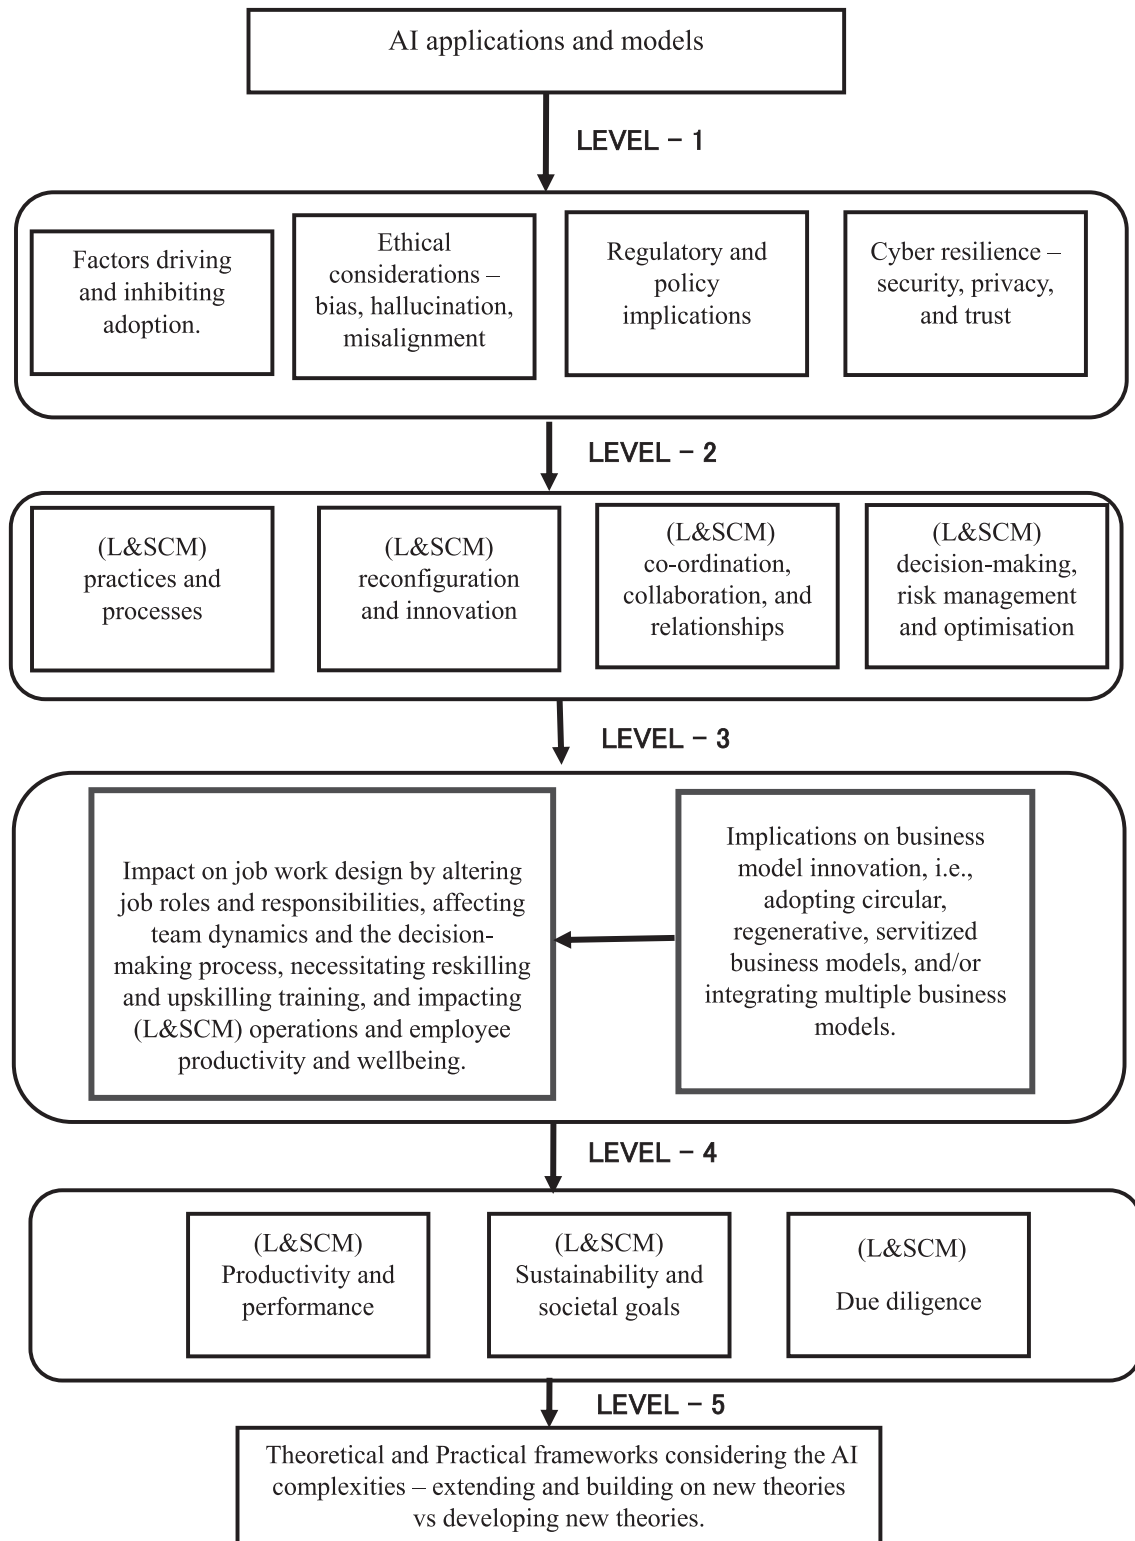 AI applications and models
LEVEL – 1
Factors driving
and inhibiting
adoption.
Ethical
considerations –
bias, hallucination,
misalignment
Regulatory and
policy
implications
Cyber resilience –
security, privacy,
and trust
LEVEL – 2
(L&SCM)
practices and
processes
(L&SCM)
reconfiguration
and innovation
(L&SCM)
co-ordination,
collaboration, and
relationships
(L&SCM)
decision-making,
risk management
and optimisation
LEVEL – 3
Impact on job work design by altering
job roles and responsibilities, affecting
team dynamics and the decision-
making process, necessitating reskilling
and upskilling training, and impacting
(L&SCM) operations and employee
productivity and wellbeing.
Implications on business
model innovation, i.e.,
adopting circular,
regenerative, servitized
business models, and/or
integrating multiple business
models.
LEVEL – 4
(L&SCM)
Productivity and
performance
(L&SCM)
Sustainability and
societal goals
(L&SCM)
Due diligence
LEVEL – 5
Theoretical and Practical frameworks considering the AI
complexities – extending and building on new theories
vs developing new theories.